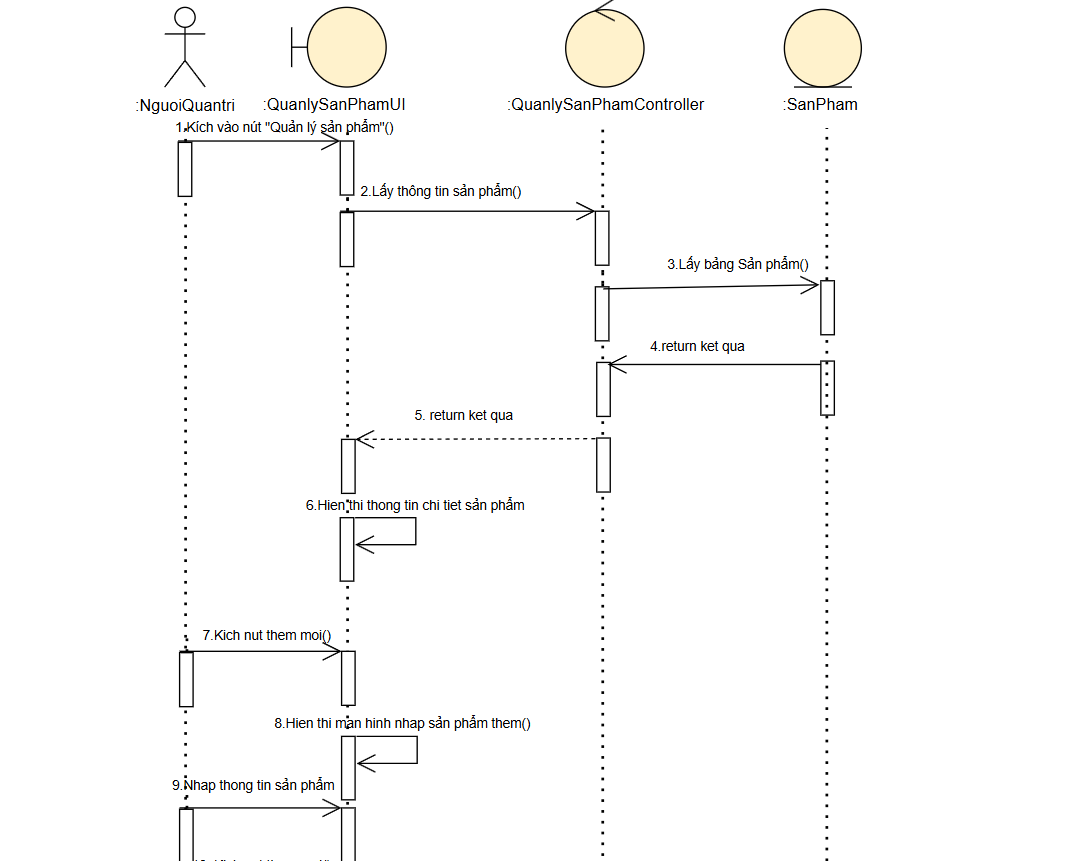 :NguoiQuantri
:QuanlySanPhamUI
:QuanlySanPhamController
:SanPham
1.Kích vào nút "Quản lý sản phẩm"()
2.Lấy thông tin sản phẩm()
3.Lấy bảng Sản phẩm()
4.return ket qua
5. return ket qua
6.Hien thi thong tin chi tiet sản phẩm
7.Kich nut them moi()
8.Hien thi man hinh nhap sản phẩm them()
9.Nhap thong tin sản phẩm